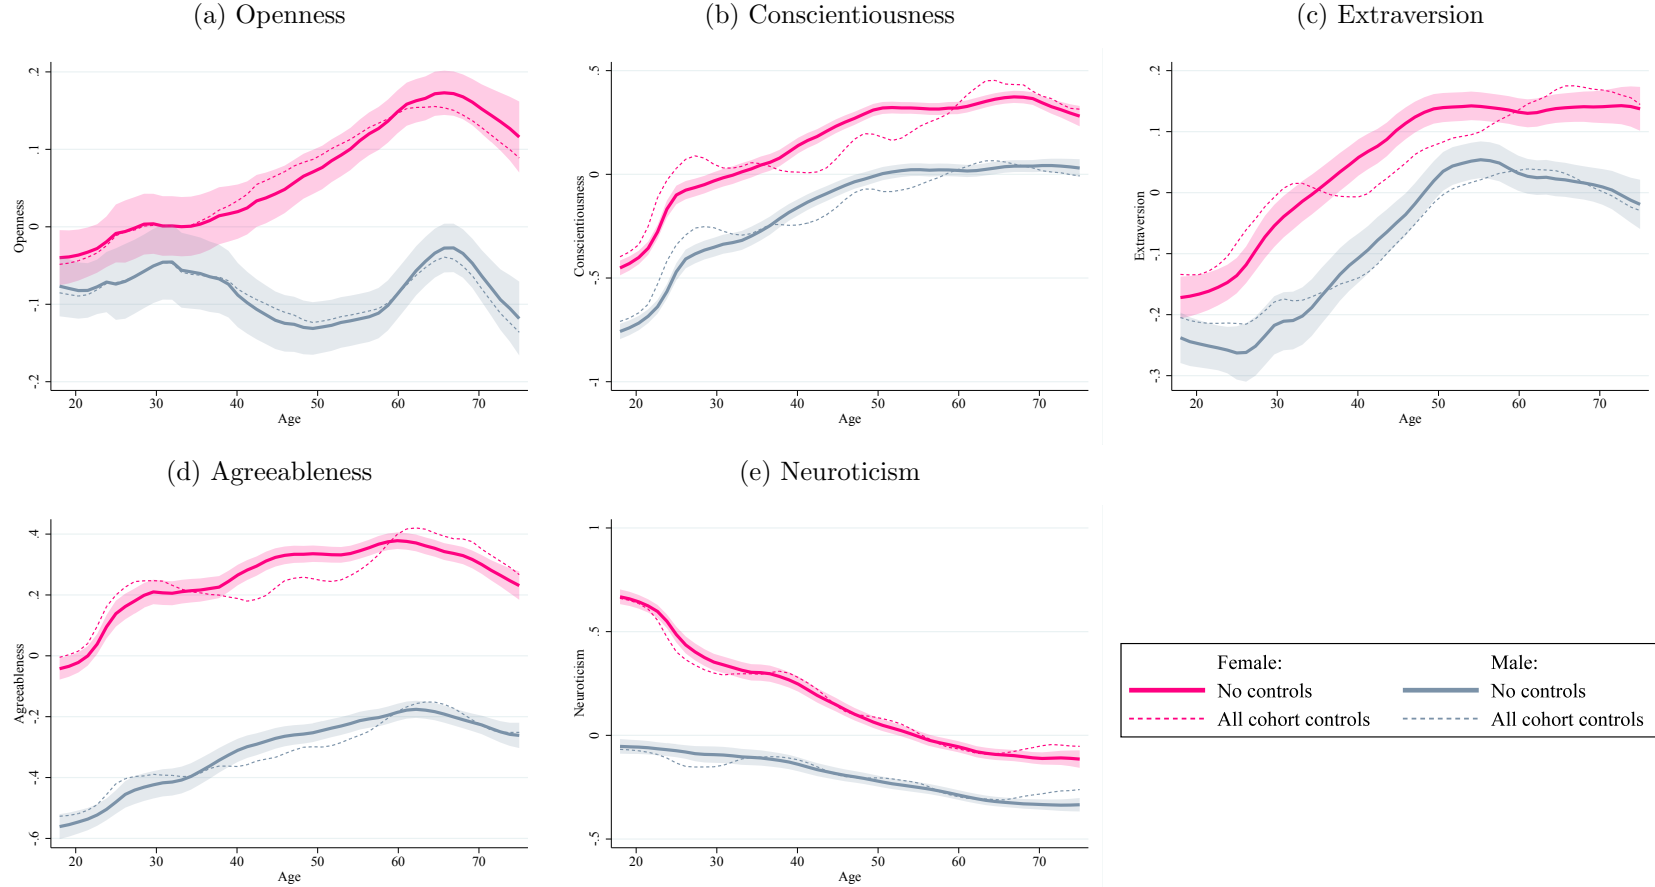 (a) Openness
.2
.1
0
-.1
-.2
Openness
20 30 40 50 60 70
Age
(b) Conscientiousness
.5
0
-.5
-1
Conscientiousness
20 30 40 50 60 70
Age
(c) Extraversion
.2
.1
0
-.1
-.2
-.3
Extraversion
20 30 40 50 60 70
Age
(d) Agreeableness
.4
.2
0
-.2
-.4
-.6
Agreeableness
20 30 40 50 60 70
Age
(e) Neuroticism
1
.5
0
-.5
Neuroticism
20 30 40 50 60 70
Age
Female: Male:
No controls No controls
All cohort controls All cohort controls